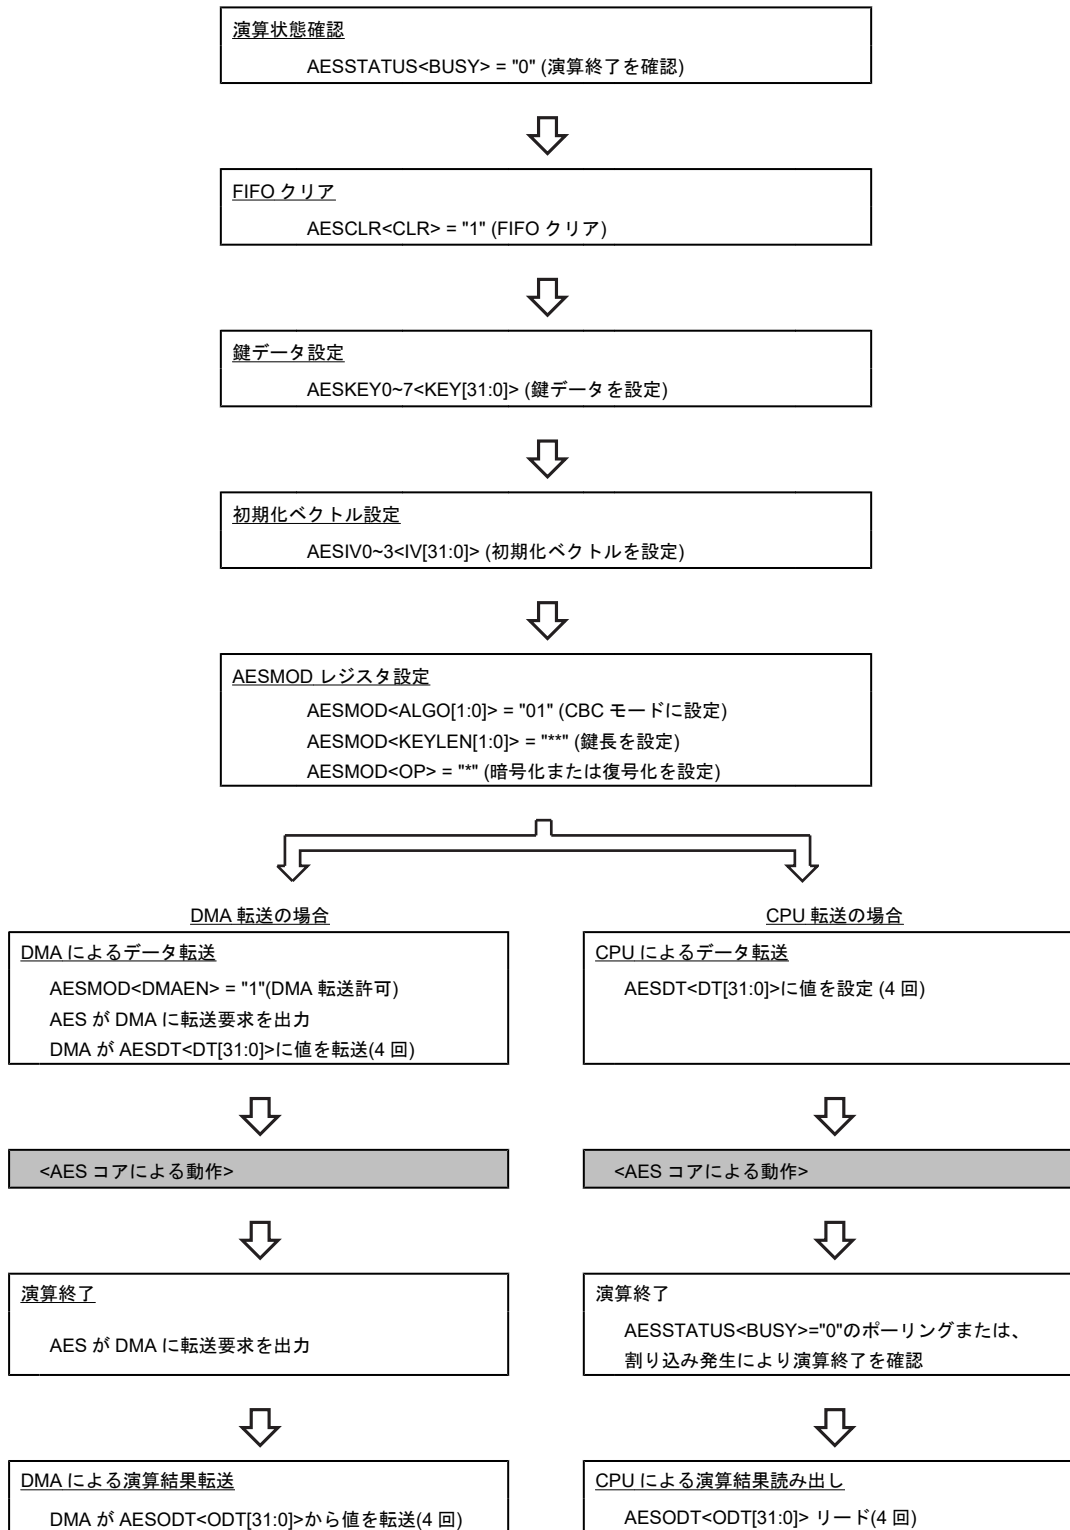 演算状態確認
AESSTATUS<BUSY> = "0" (演算終了を確認)
FIFO クリア
AESCLR<CLR> = "1" (FIFO クリア)
鍵データ設定
AESKEY0~7<KEY[31:0]> (鍵データを設定)
初期化ベクトル設定
AESIV0~3<IV[31:0]> (初期化ベクトルを設定)
AESMOD レジスタ設定
AESMOD<ALGO[1:0]> = "01" (CBC モードに設定)
AESMOD<KEYLEN[1:0]> = "**" (鍵長を設定)
AESMOD<OP> = "*" (暗号化または復号化を設定)
DMA 転送の場合
DMA によるデータ転送
AESMOD<DMAEN> = "1"(DMA 転送許可)
AES が DMA に転送要求を出力
DMA が AESDT<DT[31:0]>に値を転送(4 回)
<AES コアによる動作>
演算終了
AES が DMA に転送要求を出力
DMA による演算結果転送
DMA が AESODT<ODT[31:0]>から値を転送(4 回)
CPU 転送の場合
CPU によるデータ転送
AESDT<DT[31:0]>に値を設定 (4 回)
<AES コアによる動作>
演算終了
AESSTATUS<BUSY>="0"のポーリングまたは、
割り込み発生により演算終了を確認
CPU による演算結果読み出し
AESODT<ODT[31:0]> リード(4 回)